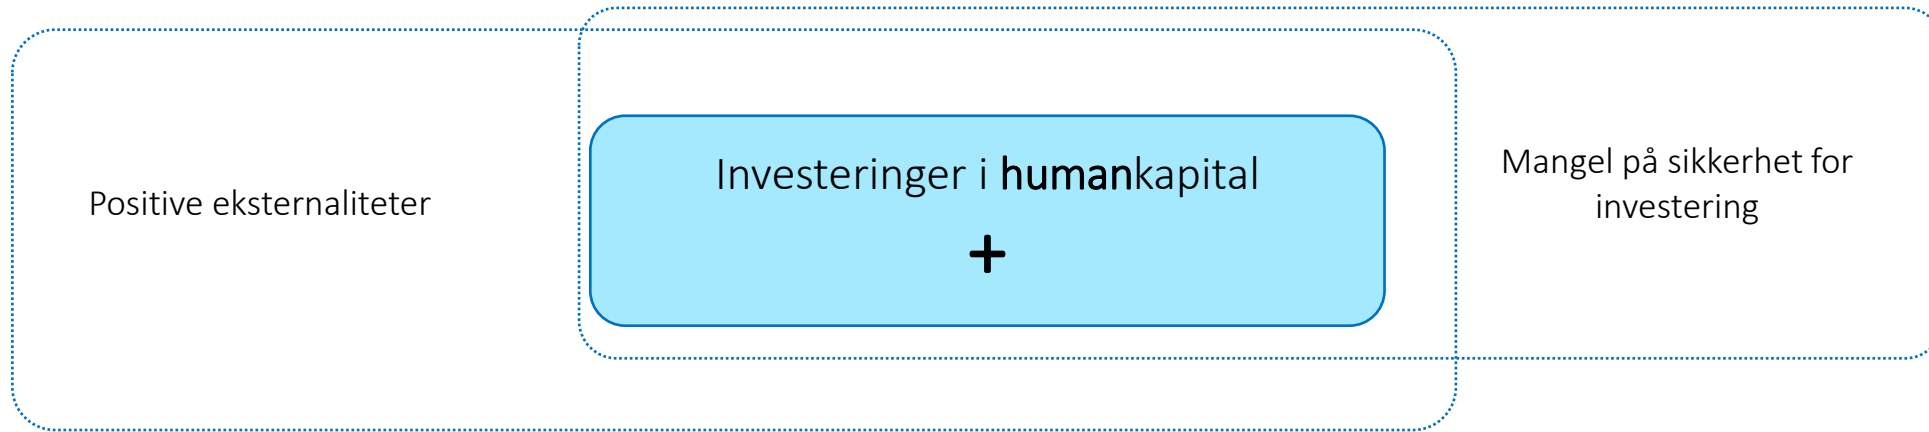 Positive eksternaliteter
Investeringer i humankapital
+
Mangel på sikkerhet for
investering